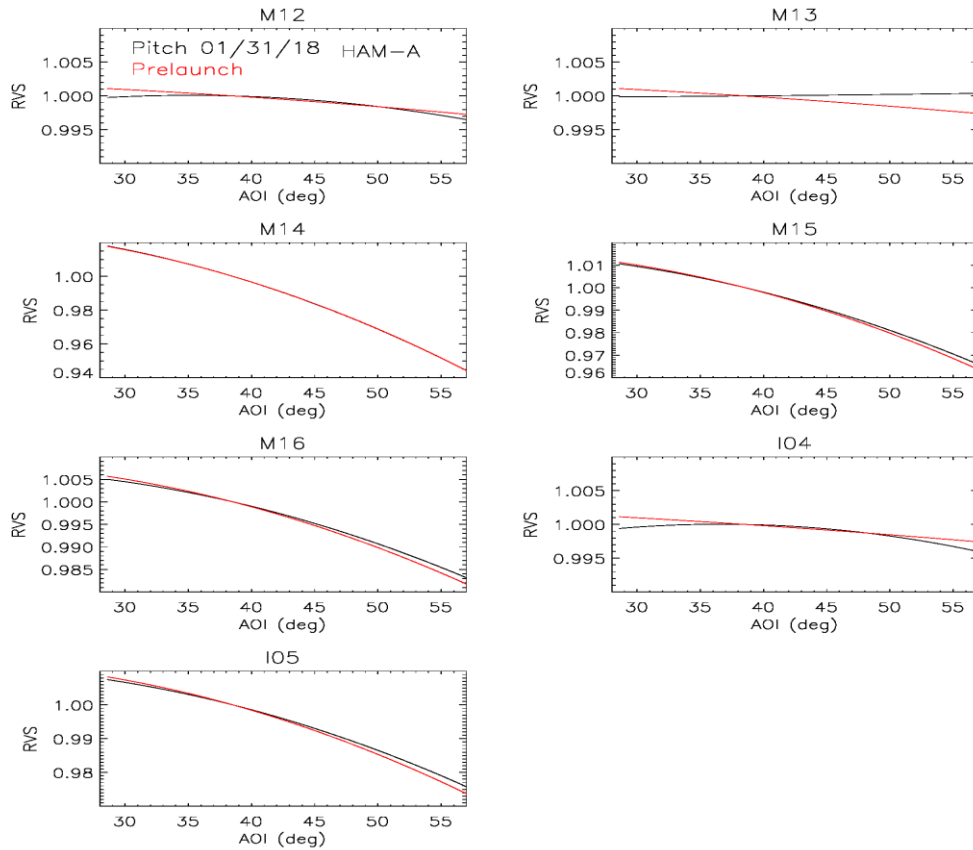 M12
Pitch 01/31/18 HAM-A
Prelaunch
RVS
1.005
1.000
0.995
30 35 40 45 50 55
AOI (deg)
M13
RVS
1.005
1.000
0.995
30 35 40 45 50 55
AOI (deg)
M14
RVS
1.00
0.98
0.96
0.94
30 35 40 45 50 55
AOI (deg)
M15
RVS
1.01
1.00
0.99
0.98
0.97
0.96
30 35 40 45 50 55
AOI (deg)
M16
RVS
1.005
1.000
0.995
0.990
0.985
30 35 40 45 50 55
AOI (deg)
I04
RVS
1.005
1.000
0.995
30 35 40 45 50 55
AOI (deg)
I05
RVS
1.00
0.99
0.98
30 35 40 45 50 55
AOI (deg)